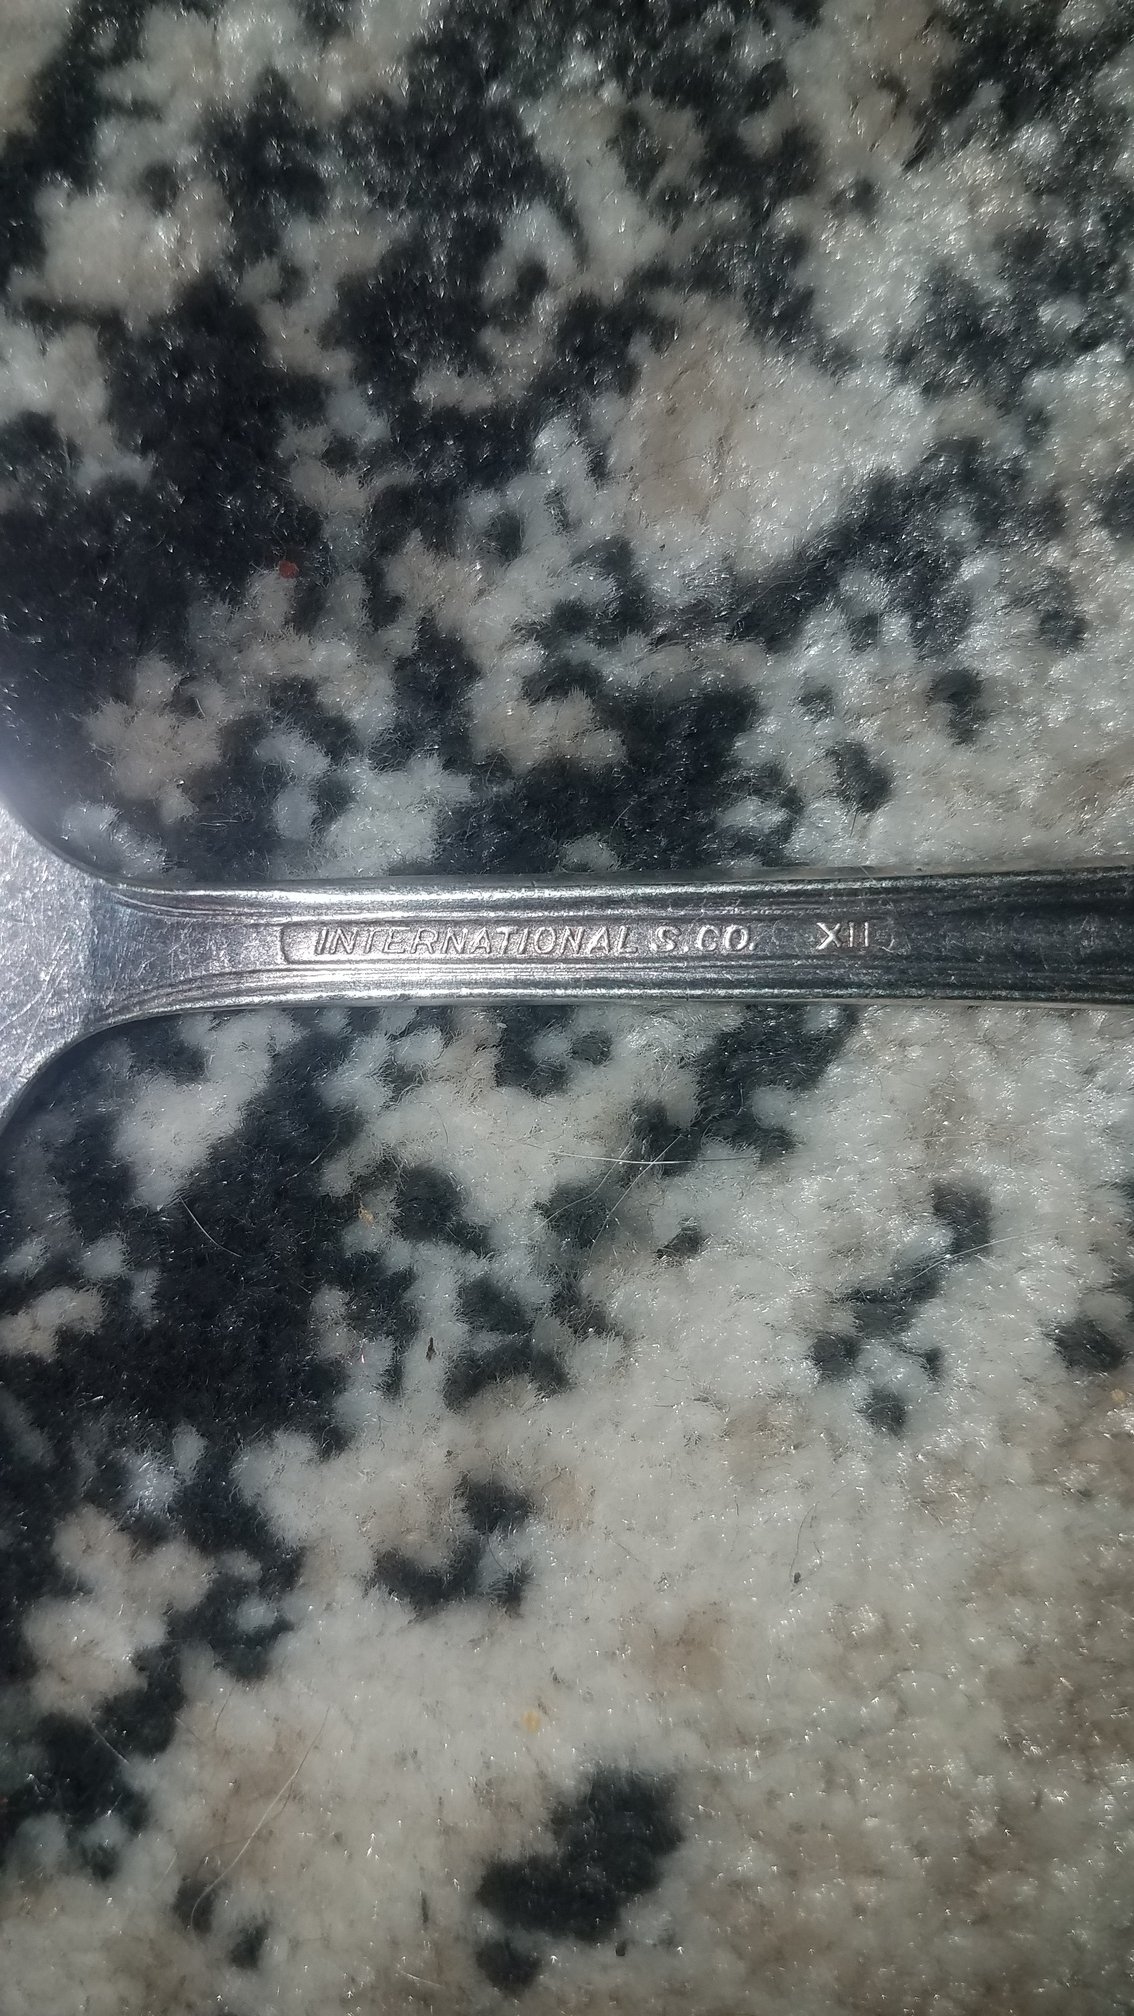 INTERNATIONAL S. CO. XII